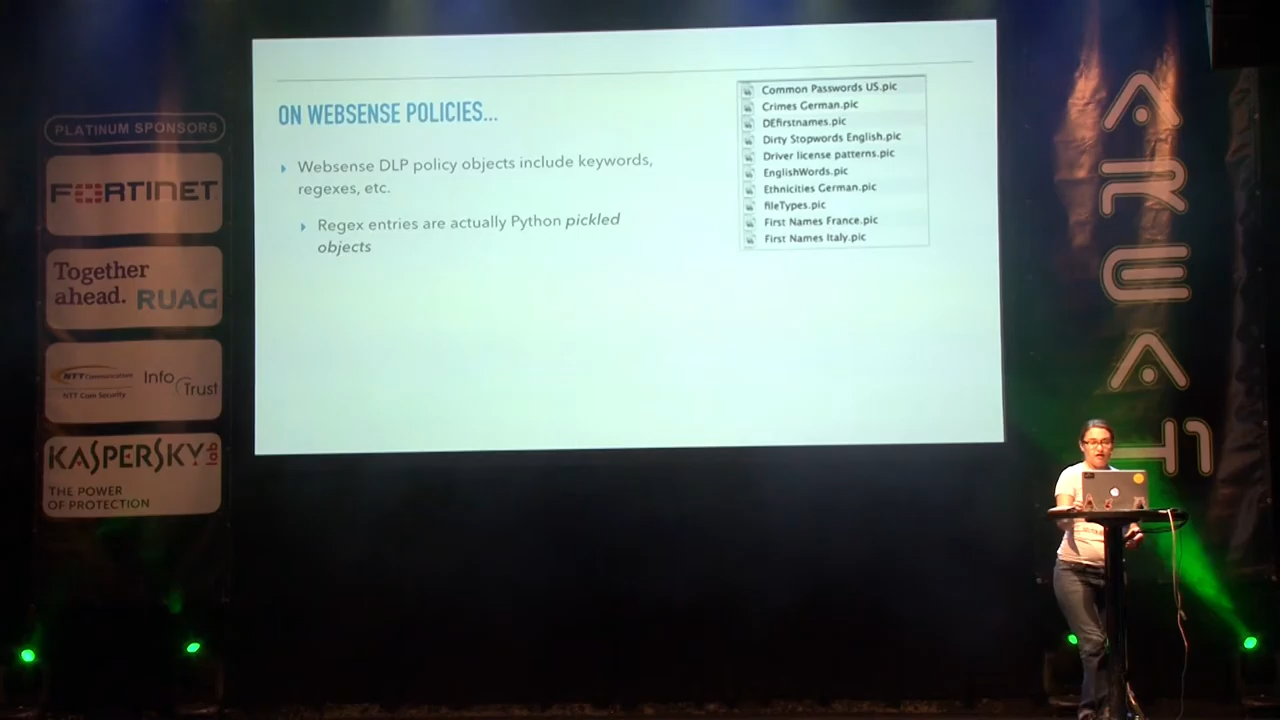 PLATINUM SPONSORS
FORTINET
Together
ahead. RUAG
NTT Communications
NTT Com Security
Info
Trust
KASPERSKY lab
THE POWER
OF PROTECTION
ON WEBSENSE POLICIES...
Websense DLP policy objects include keywords,
regexes, etc.
Regex entries are actually Python pickled
objects
Common Passwords US.pic
Crimes German.pic
DEfirstnames.pic
Dirty Stopwords English.pic
Driver license patterns.pic
EnglishWords.pic
Ethnicities German.pic
fileTypes.pic
First Names France.pic
First Names Italy.pic
AREA41